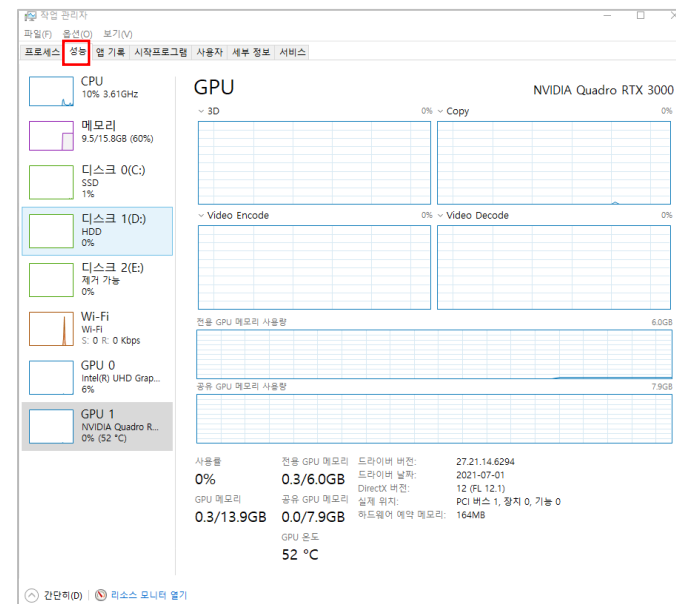 작업 관리자
파일(F) 옵션(O) 보기(V)
프로세스 성능 앱 기록 시작프로그램 사용자 세부 정보 서비스
CPU
10% 3.61GHz
메모리
9.5/15.8GB (60%)
디스크 0(C:)
SSD
1%
디스크 1(D:)
HDD
0%
디스크 2(E:)
제거 가능
0%
Wi-Fi
Wi-Fi
S: 0 R: 0 Kbps
GPU 0
Intel(R) UHD Grap...
6%
GPU 1
NVIDIA Quadro R...
0% (52 °C)
GPU NVIDIA Quadro RTX 3000
3D 0% Copy 0%
Video Encode 0% Video Decode 0%
전용 GPU 메모리 사용량 6.0GB
공유 GPU 메모리 사용량 7.9GB
사용률
0%
전용 GPU 메모리
0.3/6.0GB
GPU 메모리
0.3/13.9GB
공유 GPU 메모리
0.0/7.9GB
GPU 온도
52 °C
드라이버 버전: 27.21.14.6294
드라이버 날짜: 2021-07-01
DirectX 버전: 12 (FL 12.1)
실제 위치: PCI 버스 1, 장치 0, 기능 0
하드웨어 예약 메모리: 164MB
간단히(D) 리소스 모니터 열기